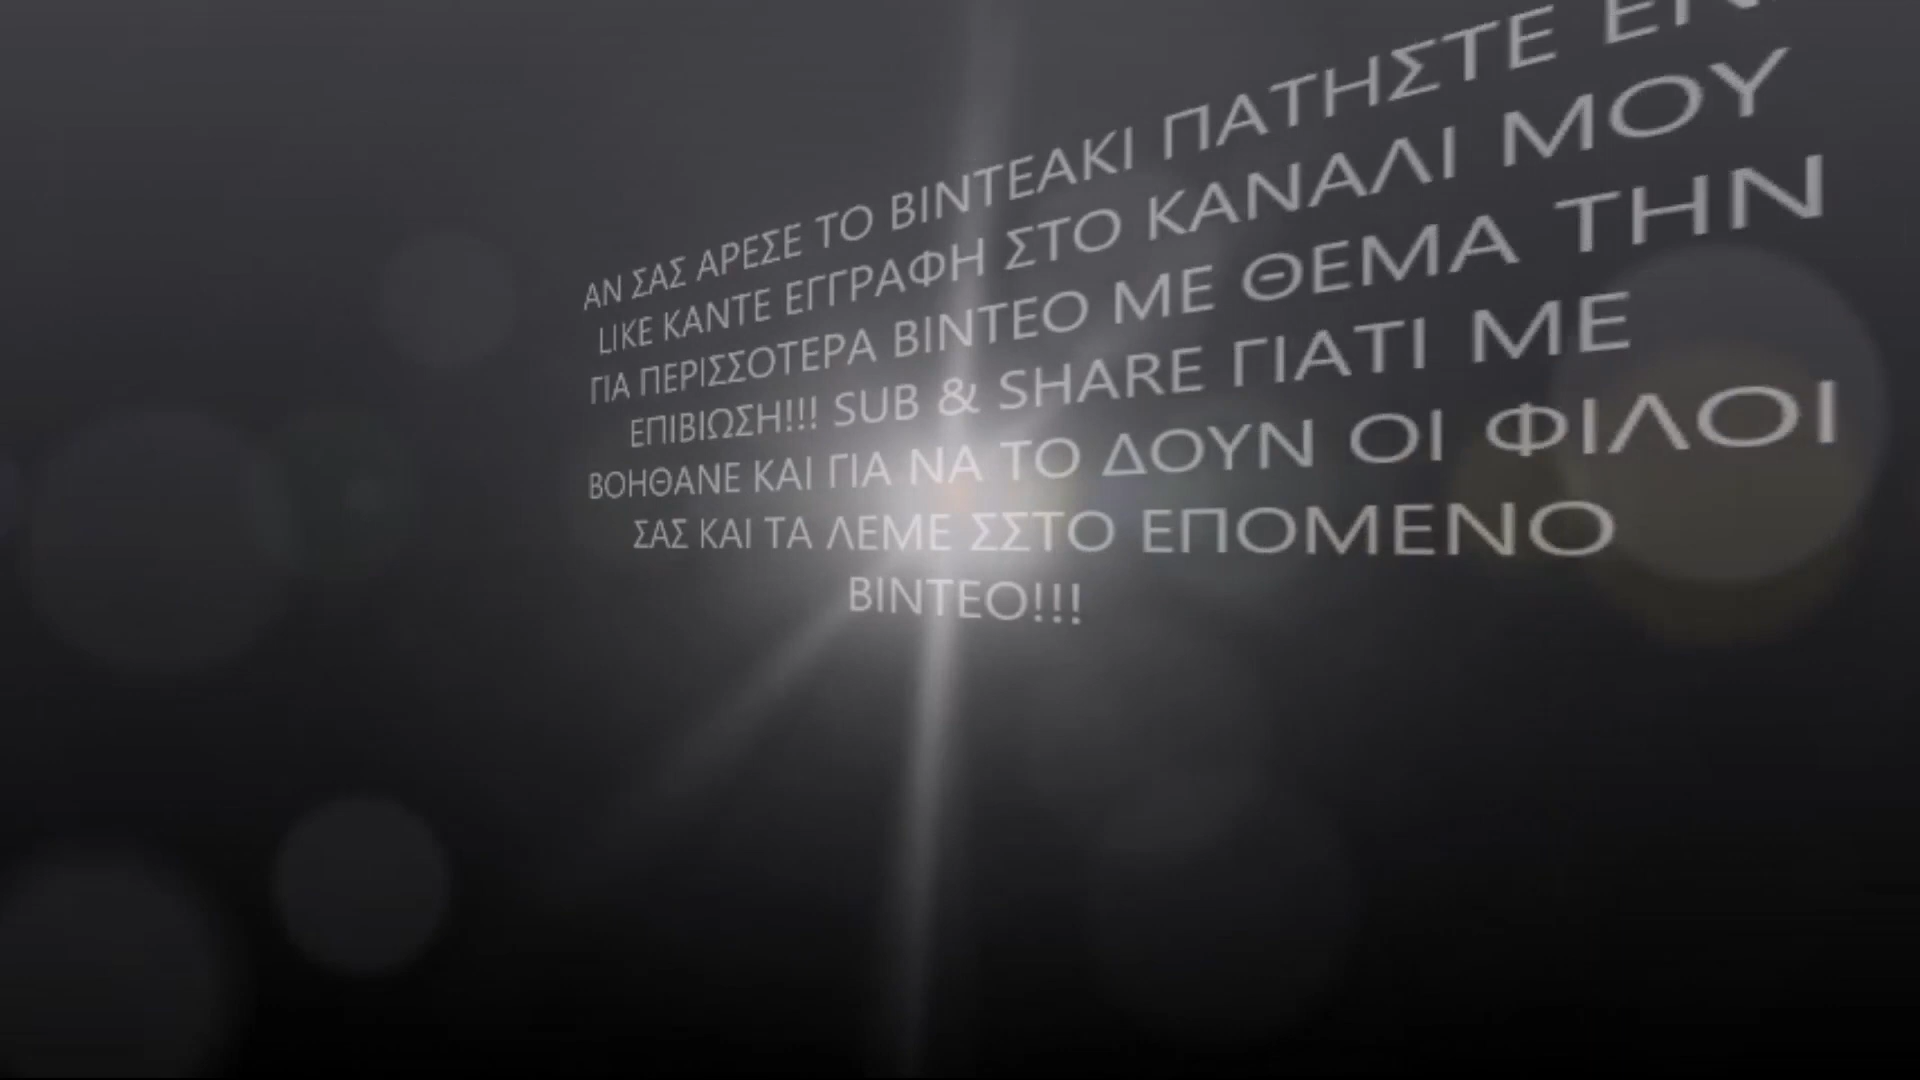 ΑΝ ΣΑΣ ΑΡΕΣΕ ΤΟ ΒΙΝΤΕΑΚΙ ΠΑΤΗΣΤΕ
LIKE ΚΑΝΤΕ ΕΓΓΡΑΦΗ ΣΤΟ ΚΑΝΑΛΙ ΜΟΥ
ΓΙΑ ΠΕΡΙΣΣΟΤΕΡΑ ΒΙΝΤΕΟ ΜΕ ΘΕΜΑ ΤΗΝ
ΕΠΙΒΙΩΣΗ!!! SUB & SHARE ΓΙΑΤΙ ΜΕ
ΒΟΗΘΑΝΕ ΚΑΙ ΓΙΑ ΝΑ ΤΟ ΔΟΥΝ ΟΙ ΦΙΛΟΙ
ΣΑΣ ΚΑΙ ΤΑ ΛΕΜΕ ΣΣΤΟ ΕΠΟΜΕΝΟ
ΒΙΝΤΕΟ!!!